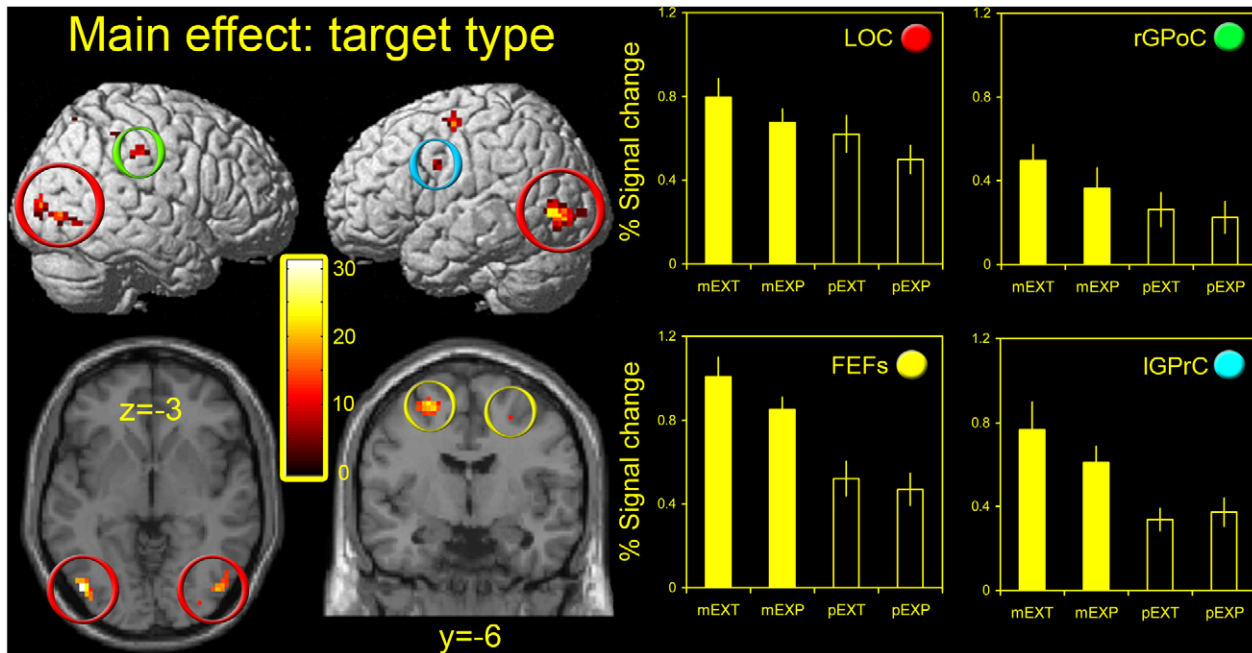 Main effect: target type
30
20
10
0
z=-3
y=-6
LOC
% Signal change
1.2
0.8
0.4
0
mEXT mEXP pEXT pEXP
rGPoC
1.2
0.8
0.4
0
mEXT mEXP pEXT pEXP
FEFs
% Signal change
1.2
0.8
0.4
0
mEXT mEXP pEXT pEXP
lGPrC
1.2
0.8
0.4
0
mEXT mEXP pEXT pEXP